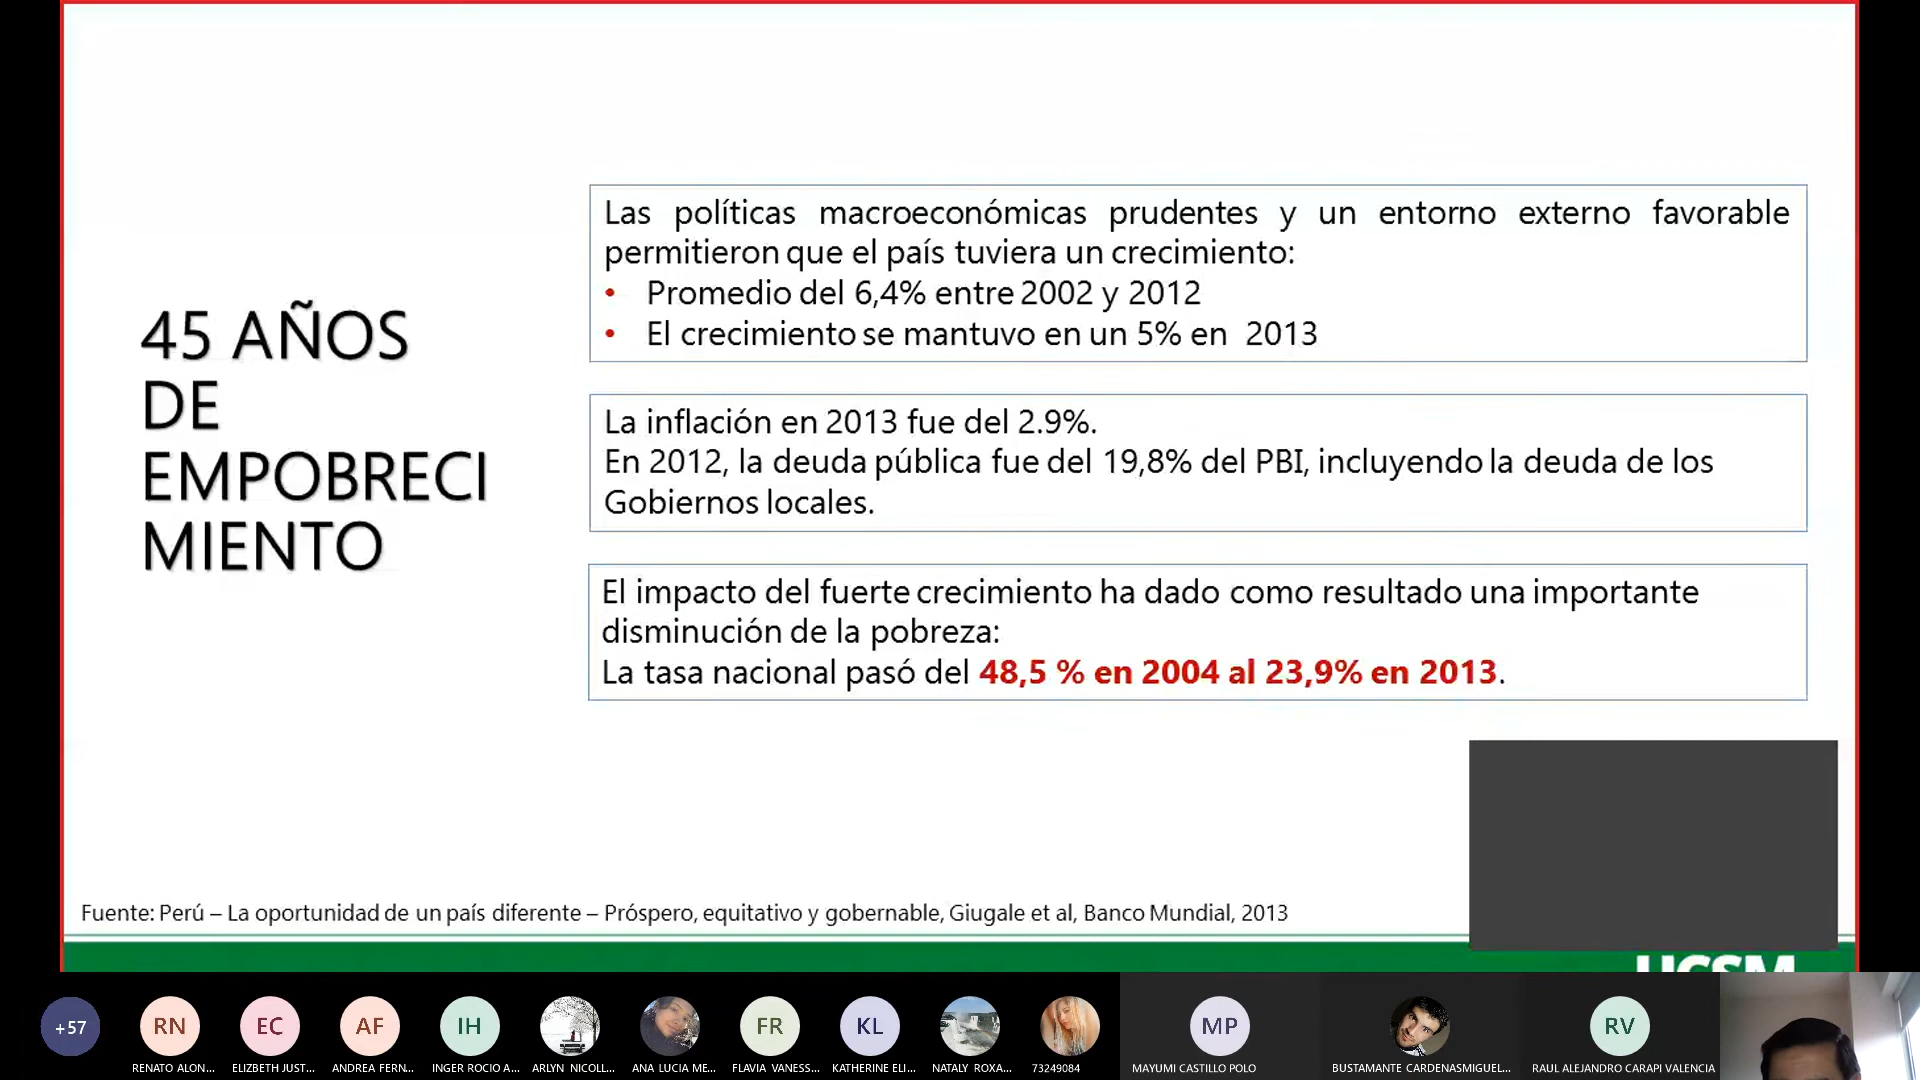 45 AÑOS
DE
EMPOBRECI
MIENTO
Las políticas macroeconómicas prudentes y un entorno externo favorable
permitieron que el país tuviera un crecimiento:
• Promedio del 6,4% entre 2002 y 2012
• El crecimiento se mantuvo en un 5% en 2013
La inflación en 2013 fue del 2.9%.
En 2012, la deuda pública fue del 19,8% del PBI, incluyendo la deuda de los
Gobiernos locales.
El impacto del fuerte crecimiento ha dado como resultado una importante
disminución de la pobreza:
La tasa nacional pasó del 48,5 % en 2004 al 23,9% en 2013.
Fuente: Perú – La oportunidad de un país diferente – Próspero, equitativo y gobernable, Giugale et al, Banco Mundial, 2013
UCSM
+57 RN EC AF IH FR KL MP RV
RENATO ALON... ELIZBETH JUST... ANDREA FERN... INGER ROCIO A... ARLYN NICOLL... ANA LUCIA ME... FLAVIA VANESS... KATHERINE ELI... NATALY ROXA... 73249084 MAYUMI CASTILLO POLO BUSTAMANTE CARDENASMIGUEL... RAUL ALEJANDRO CARAPI VALENCIA